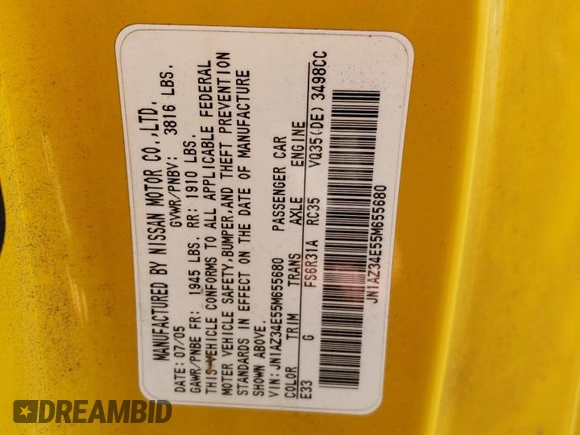 MANUFACTURED BY NISSAN MOTOR CO.,LTD.
DATE: 07/05 GVWR/PNBV: 3816 LBS.
GAWR/PNBE FR: 1945 LBS. RR: 1910 LBS.
THIS VEHICLE CONFORMS TO ALL APPLICABLE FEDERAL
MOTOR VEHICLE SAFETY,BUMPER,AND THEFT PREVENTION
STANDARDS IN EFFECT ON THE DATE OF MANUFACTURE
SHOWN ABOVE.
VIN: JN1AZ34E55M655680 PASSENGER CAR
COLOR TRIM TRANS AXLE ENGINE
E33 G FS6R31A RC35 VQ35(DE) 3498CC
JN1AZ34E55M655680
DREAMBID